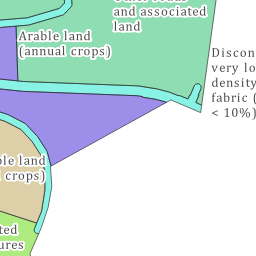 and associated
land
Arable land
(annual crops)
Discon
very lo
density
fabric (
< 10%)
ble land
crops)
ted
ures